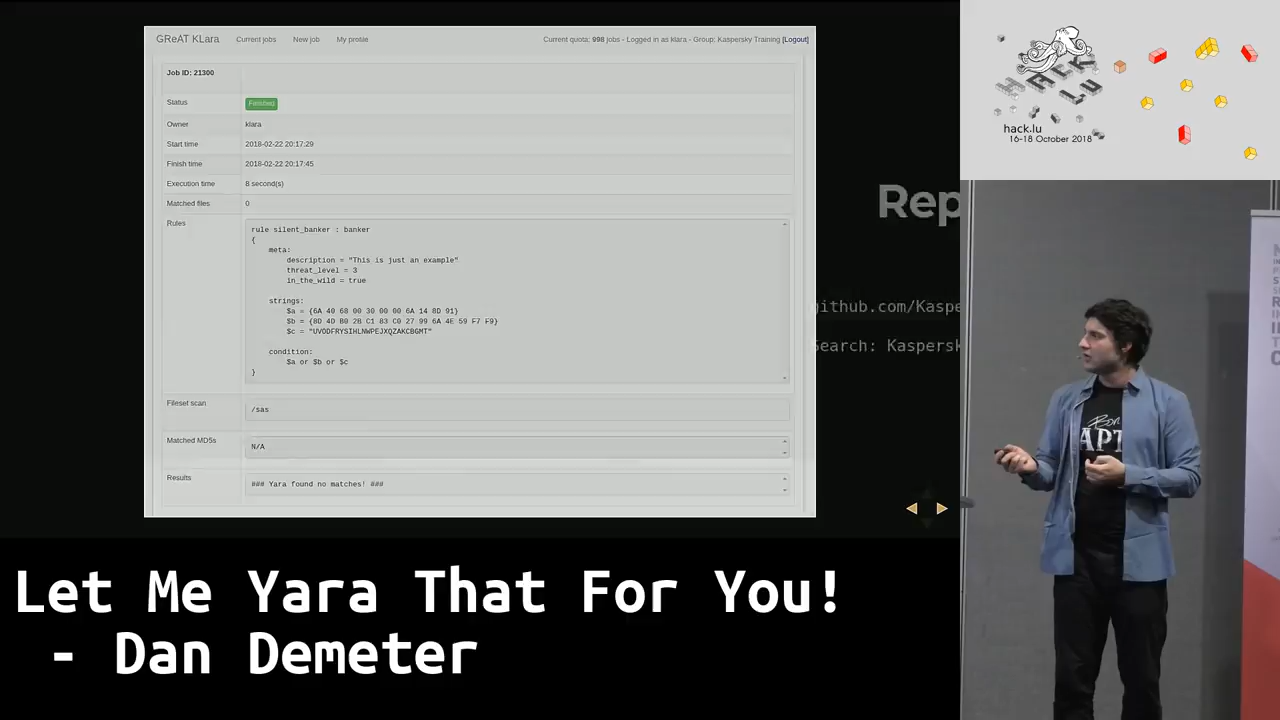 GReAT KLara Current jobs New job My profile Current quota: 998 jobs - Logged in as klara - Group: Kaspersky Training [Logout]
Job ID: 21300
Status Finished
Owner klara
Start time 2018-02-22 20:17:29
Finish time 2018-02-22 20:17:45
Execution time 8 second(s)
Matched files 0
Rules
rule silent_banker : banker
{
meta:
description = "This is just an example"
threat_level = 3
in_the_wild = true
strings:
$a = {6A 40 68 00 30 00 00 6A 14 8D 91}
$b = {8D 4D B0 2B C1 83 C0 27 99 6A 4E 59 F7 F9}
$c = "UVODFRYSIHLNWPEJXQZAKCBGMT"
condition:
$a or $b or $c
}
Fileset scan /sas
Matched MD5s N/A
Results ### Yara found no matches! ###
Rep
github.com/Kaspe
Search: Kaspersk
HACK
LU
hack.lu
16-18 October 2018
APT
Let Me Yara That For You!
- Dan Demeter